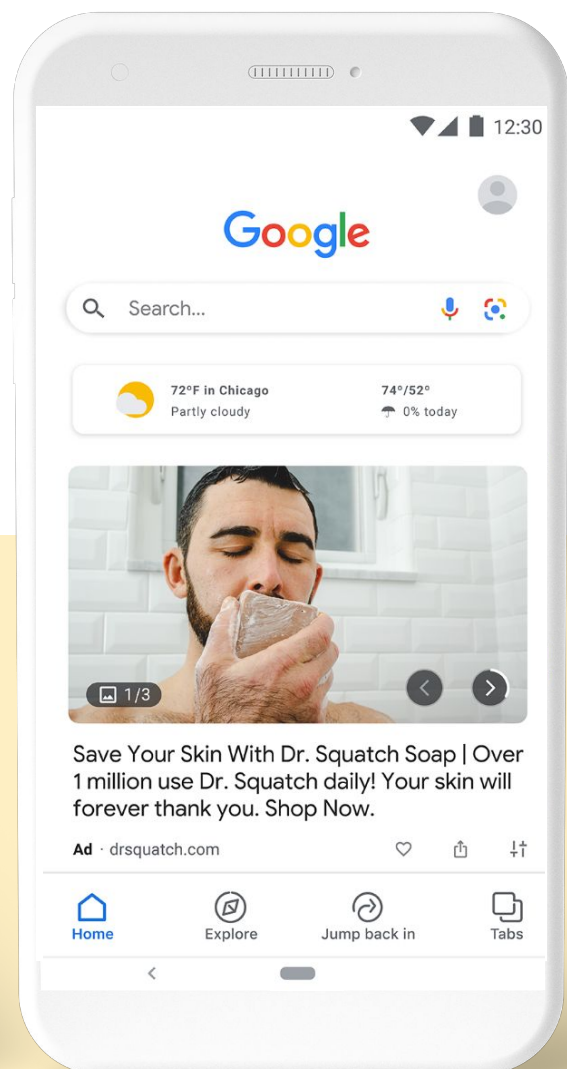 12:30
Google
Search...
72°F in Chicago 74°/52°
Partly cloudy 0% today
1/3
Save Your Skin With Dr. Squatch Soap | Over
1 million use Dr. Squatch daily! Your skin will
forever thank you. Shop Now.
Ad · drsquatch.com
Home Explore Jump back in Tabs